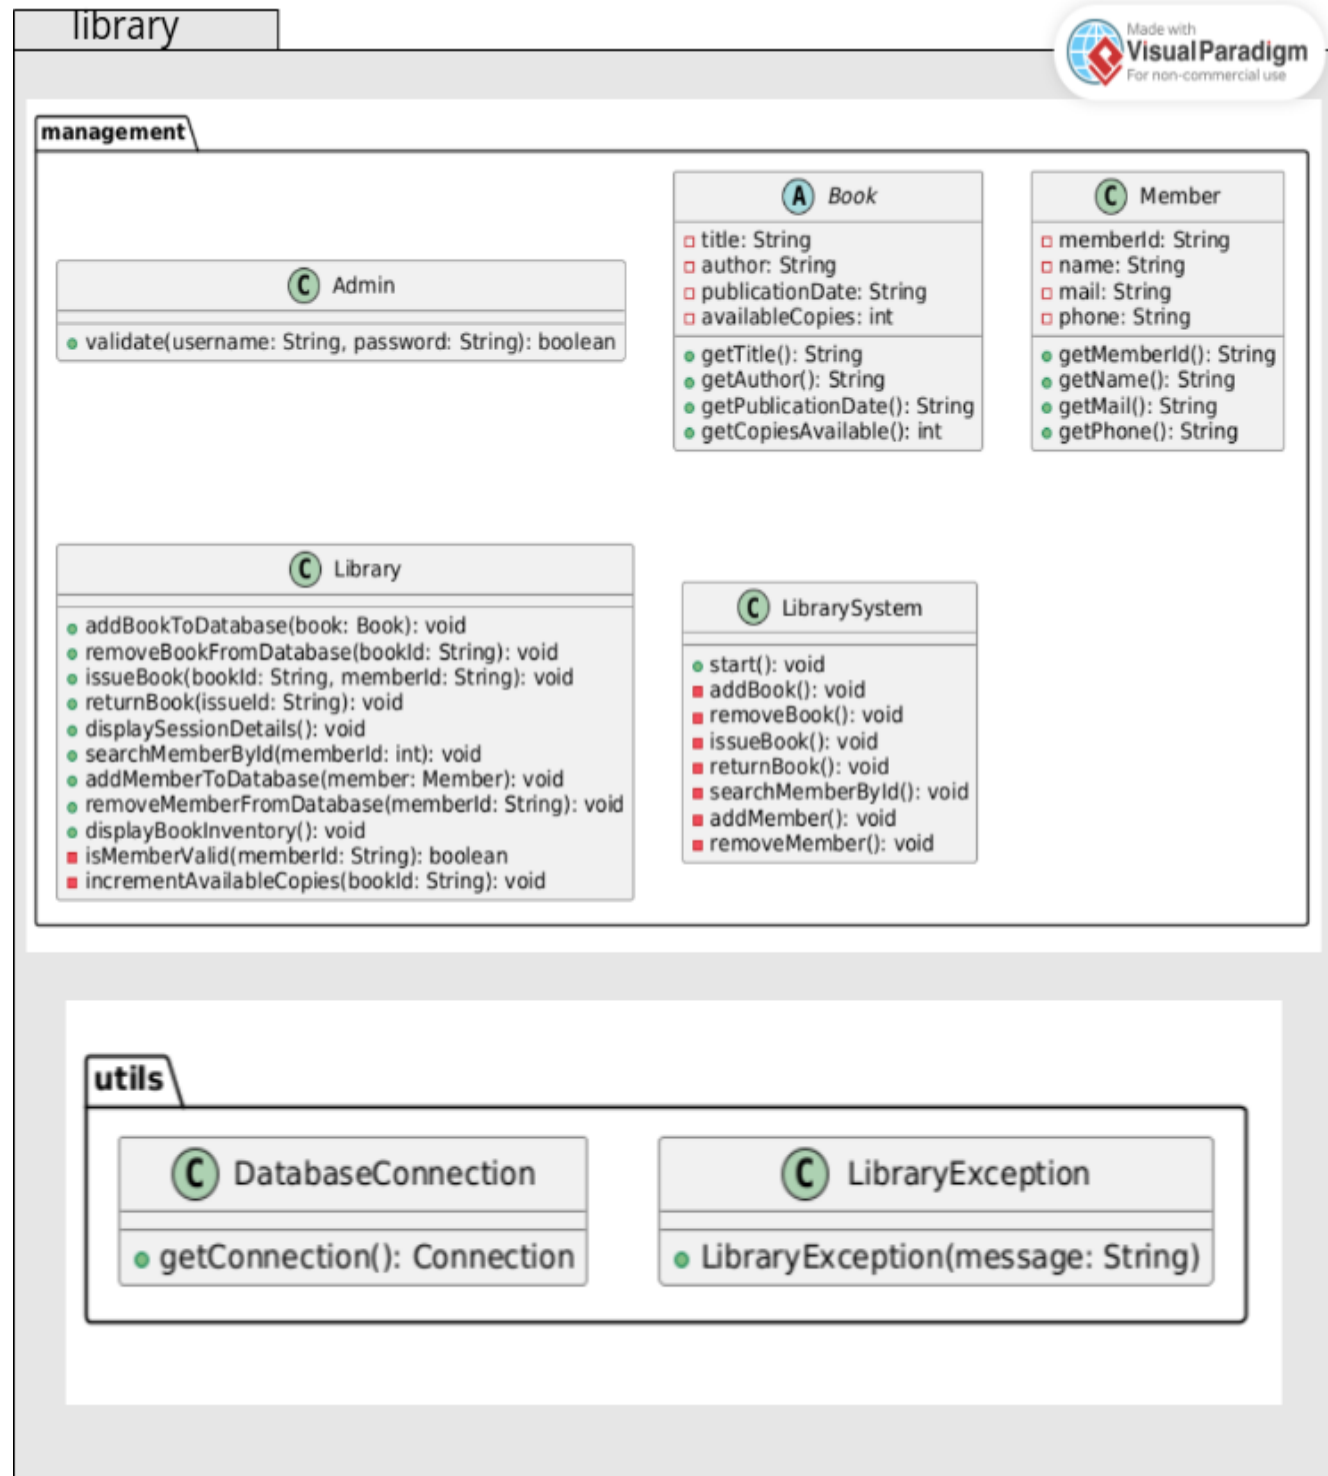 library
Made with
Visual Paradigm
For non-commercial use
management
C Admin
validate(username: String, password: String): boolean
A Book
title: String
author: String
publicationDate: String
availableCopies: int
getTitle(): String
getAuthor(): String
getPublicationDate(): String
getCopiesAvailable(): int
C Member
memberId: String
name: String
mail: String
phone: String
getMemberId(): String
getName(): String
getMail(): String
getPhone(): String
C Library
addBookToDatabase(book: Book): void
removeBookFromDatabase(bookId: String): void
issueBook(bookId: String, memberId: String): void
returnBook(issueId: String): void
displaySessionDetails(): void
searchMemberById(memberId: int): void
addMemberToDatabase(member: Member): void
removeMemberFromDatabase(memberId: String): void
displayBookInventory(): void
isMemberValid(memberId: String): boolean
incrementAvailableCopies(bookId: String): void
C LibrarySystem
start(): void
addBook(): void
removeBook(): void
issueBook(): void
returnBook(): void
searchMemberById(): void
addMember(): void
removeMember(): void
utils
C DatabaseConnection
getConnection(): Connection
C LibraryException
LibraryException(message: String)